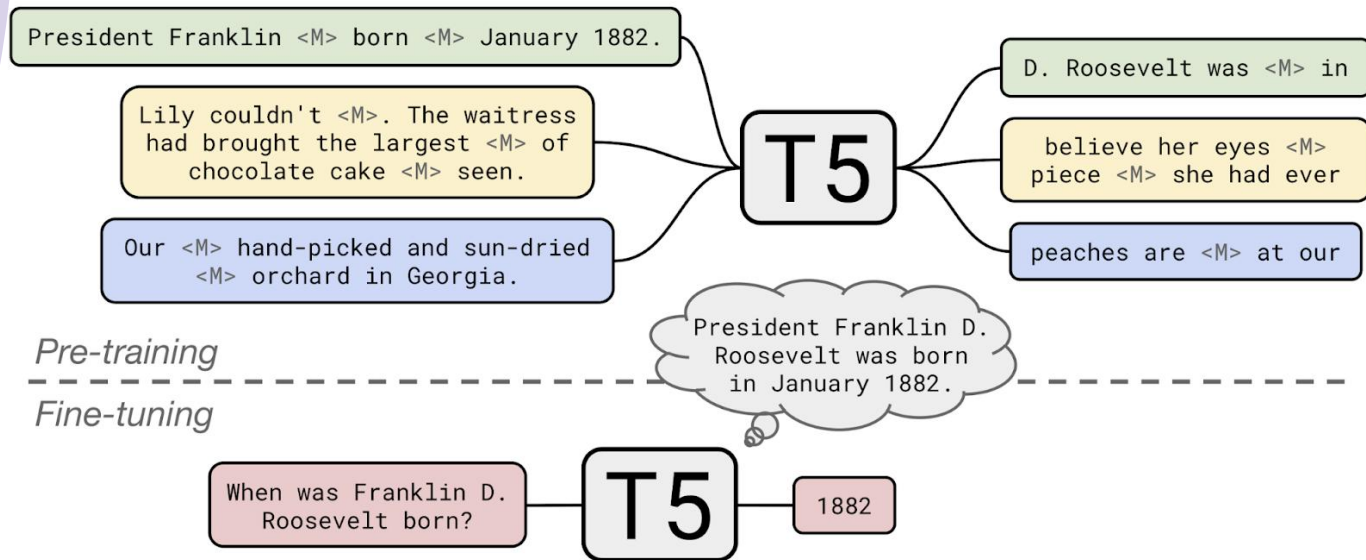 President Franklin <M> born <M> January 1882.
Lily couldn't <M>. The waitress
had brought the largest <M> of
chocolate cake <M> seen.
Our <M> hand-picked and sun-dried
<M> orchard in Georgia.
T5
D. Roosevelt was <M> in
believe her eyes <M>
piece <M> she had ever
peaches are <M> at our
President Franklin D.
Roosevelt was born
in January 1882.
Pre-training
Fine-tuning
When was Franklin D.
Roosevelt born?
T5
1882